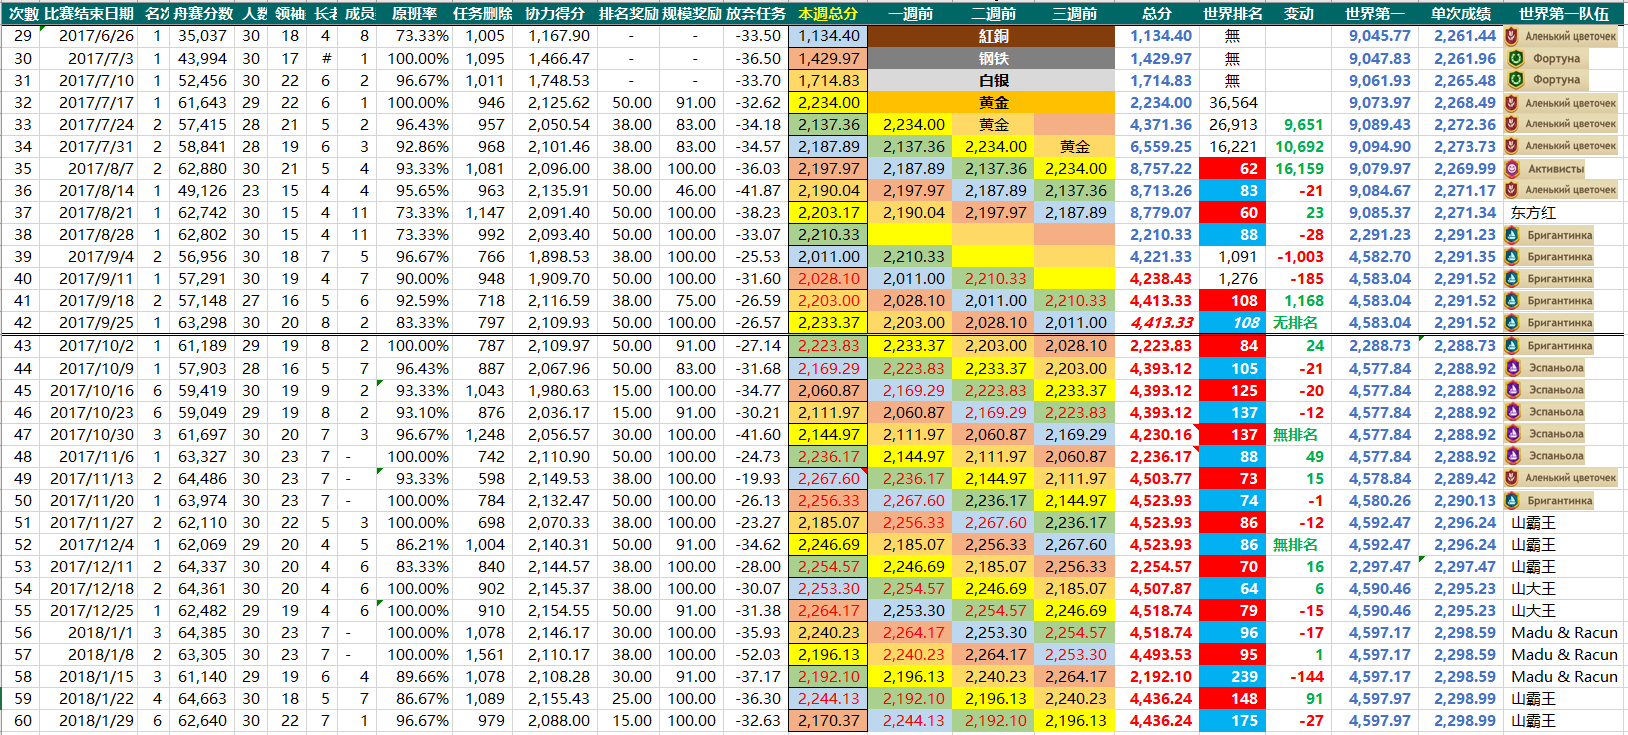 次數 比賽结束日期 名次 舟赛分数 人数 领袖 长老 成员 原班率 任務删除 协力得分 排名奖励 规模奖励 放弃任务 本週总分 一週前 二週前 三週前 总分 世界排名 变动 世界第一 单次成绩 世界第一队伍
29 2017/6/26 1 35,037 30 18 4 8 73.33% 1,005 1,167.90 - - -33.50 1,134.40 紅銅 1,134.40 無 9,045.77 2,261.44 Аленький цветочек
30 2017/7/3 1 43,994 30 17 # 1 100.00% 1,095 1,466.47 - - -36.50 1,429.97 钢铁 1,429.97 無 9,047.83 2,261.96 Фортуна
31 2017/7/10 1 52,456 30 22 6 2 96.67% 1,011 1,748.53 - - -33.70 1,714.83 白银 1,714.83 無 9,061.93 2,265.48 Фортуна
32 2017/7/17 1 61,643 29 22 6 1 100.00% 946 2,125.62 50.00 91.00 -32.62 2,234.00 黄金 2,234.00 36,564 9,073.97 2,268.49 Аленький цветочек
33 2017/7/24 2 57,415 28 21 5 2 96.43% 957 2,050.54 38.00 83.00 -34.18 2,137.36 2,234.00 黄金 4,371.36 26,913 9,651 9,089.43 2,272.36 Аленький цветочек
34 2017/7/31 2 58,841 28 19 6 3 92.86% 968 2,101.46 38.00 83.00 -34.57 2,187.89 2,137.36 2,234.00 黄金 6,559.25 16,221 10,692 9,094.90 2,273.73 Аленький цветочек
35 2017/8/7 2 62,880 30 21 5 4 93.33% 1,081 2,096.00 38.00 100.00 -36.03 2,197.97 2,187.89 2,137.36 2,234.00 8,757.22 62 16,159 9,079.97 2,269.99 Активисты
36 2017/8/14 1 49,126 23 15 4 4 95.65% 963 2,135.91 50.00 46.00 -41.87 2,190.04 2,197.97 2,187.89 2,137.36 8,713.26 83 -21 9,084.67 2,271.17 Аленький цветочек
37 2017/8/21 1 62,742 30 15 4 11 73.33% 1,147 2,091.40 50.00 100.00 -38.23 2,203.17 2,190.04 2,197.97 2,187.89 8,779.07 60 23 9,085.37 2,271.34 东方红
38 2017/8/28 1 62,802 30 15 4 11 73.33% 992 2,093.40 50.00 100.00 -33.07 2,210.33 2,210.33 88 -28 2,291.23 2,291.23 Бригантинка
39 2017/9/4 2 56,956 30 18 7 5 96.67% 766 1,898.53 38.00 100.00 -25.53 2,011.00 2,210.33 4,221.33 1,091 -1,003 4,582.70 2,291.35 Бригантинка
40 2017/9/11 1 57,291 30 19 4 7 90.00% 948 1,909.70 50.00 100.00 -31.60 2,028.10 2,011.00 2,210.33 4,238.43 1,276 -185 4,583.04 2,291.52 Бригантинка
41 2017/9/18 2 57,148 27 16 5 6 92.59% 718 2,116.59 38.00 75.00 -26.59 2,203.00 2,028.10 2,011.00 2,210.33 4,413.33 108 1,168 4,583.04 2,291.52 Бригантинка
42 2017/9/25 1 63,298 30 20 8 2 83.33% 797 2,109.93 50.00 100.00 -26.57 2,233.37 2,203.00 2,028.10 2,011.00 4,413.33 108 无排名 4,583.04 2,291.52 Бригантинка
43 2017/10/2 1 61,189 29 19 8 2 100.00% 787 2,109.97 50.00 91.00 -27.14 2,223.83 2,233.37 2,203.00 2,028.10 2,223.83 84 24 2,288.73 2,288.73 Бригантинка
44 2017/10/9 1 57,903 28 16 5 7 96.43% 887 2,067.96 50.00 83.00 -31.68 2,169.29 2,223.83 2,233.37 2,203.00 4,393.12 105 -21 4,577.84 2,288.92 Эспаньола
45 2017/10/16 6 59,419 30 19 9 2 93.33% 1,043 1,980.63 15.00 100.00 -34.77 2,060.87 2,169.29 2,223.83 2,233.37 4,393.12 125 -20 4,577.84 2,288.92 Эспаньола
46 2017/10/23 6 59,049 29 19 8 2 93.10% 876 2,036.17 15.00 91.00 -30.21 2,111.97 2,060.87 2,169.29 2,223.83 4,393.12 137 -12 4,577.84 2,288.92 Эспаньола
47 2017/10/30 3 61,697 30 20 7 3 96.67% 1,248 2,056.57 30.00 100.00 -41.60 2,144.97 2,111.97 2,060.87 2,169.29 4,230.16 137 無排名 4,577.84 2,288.92 Эспаньола
48 2017/11/6 1 63,327 30 23 7 - 100.00% 742 2,110.90 50.00 100.00 -24.73 2,236.17 2,144.97 2,111.97 2,060.87 2,236.17 88 49 4,577.84 2,288.92 Эспаньола
49 2017/11/13 2 64,486 30 23 7 - 93.33% 598 2,149.53 38.00 100.00 -19.93 2,267.60 2,236.17 2,144.97 2,111.97 4,503.77 73 15 4,578.84 2,289.42 Аленький цветочек
50 2017/11/20 1 63,974 30 23 7 - 100.00% 784 2,132.47 50.00 100.00 -26.13 2,256.33 2,267.60 2,236.17 2,144.97 4,523.93 74 -1 4,580.26 2,290.13 Бригантинка
51 2017/11/27 2 62,110 30 22 5 3 100.00% 698 2,070.33 38.00 100.00 -23.27 2,185.07 2,256.33 2,267.60 2,236.17 4,523.93 86 -12 4,592.47 2,296.24 山霸王
52 2017/12/4 1 62,069 29 20 4 5 86.21% 1,004 2,140.31 50.00 91.00 -34.62 2,246.69 2,185.07 2,256.33 2,267.60 4,523.93 86 無排名 4,592.47 2,296.24 山霸王
53 2017/12/11 2 64,337 30 20 4 6 83.33% 840 2,144.57 38.00 100.00 -28.00 2,254.57 2,246.69 2,185.07 2,256.33 2,254.57 70 16 2,297.47 2,297.47 山霸王
54 2017/12/18 2 64,361 30 20 4 6 100.00% 902 2,145.37 38.00 100.00 -30.07 2,253.30 2,254.57 2,246.69 2,185.07 4,507.87 64 6 4,590.46 2,295.23 山大王
55 2017/12/25 1 62,482 29 19 4 6 100.00% 910 2,154.55 50.00 91.00 -31.38 2,264.17 2,253.30 2,254.57 2,246.69 4,518.74 79 -15 4,590.46 2,295.23 山大王
56 2018/1/1 3 64,385 30 23 7 - 100.00% 1,078 2,146.17 30.00 100.00 -35.93 2,240.23 2,264.17 2,253.30 2,254.57 4,518.74 96 -17 4,597.17 2,298.59 Madu & Racun
57 2018/1/8 2 63,305 30 23 7 - 100.00% 1,561 2,110.17 38.00 100.00 -52.03 2,196.13 2,240.23 2,264.17 2,253.30 4,493.53 95 1 4,597.17 2,298.59 Madu & Racun
58 2018/1/15 3 61,140 29 19 6 4 89.66% 1,078 2,108.28 30.00 91.00 -37.17 2,192.10 2,196.13 2,240.23 2,264.17 2,192.10 239 -144 4,597.17 2,298.59 Madu & Racun
59 2018/1/22 4 64,663 30 18 5 7 86.67% 1,089 2,155.43 25.00 100.00 -36.30 2,244.13 2,192.10 2,196.13 2,240.23 4,436.24 148 91 4,597.97 2,298.99 山霸王
60 2018/1/29 6 62,640 30 22 7 1 96.67% 979 2,088.00 15.00 100.00 -32.63 2,170.37 2,244.13 2,192.10 2,196.13 4,436.24 175 -27 4,597.97 2,298.99 山霸王